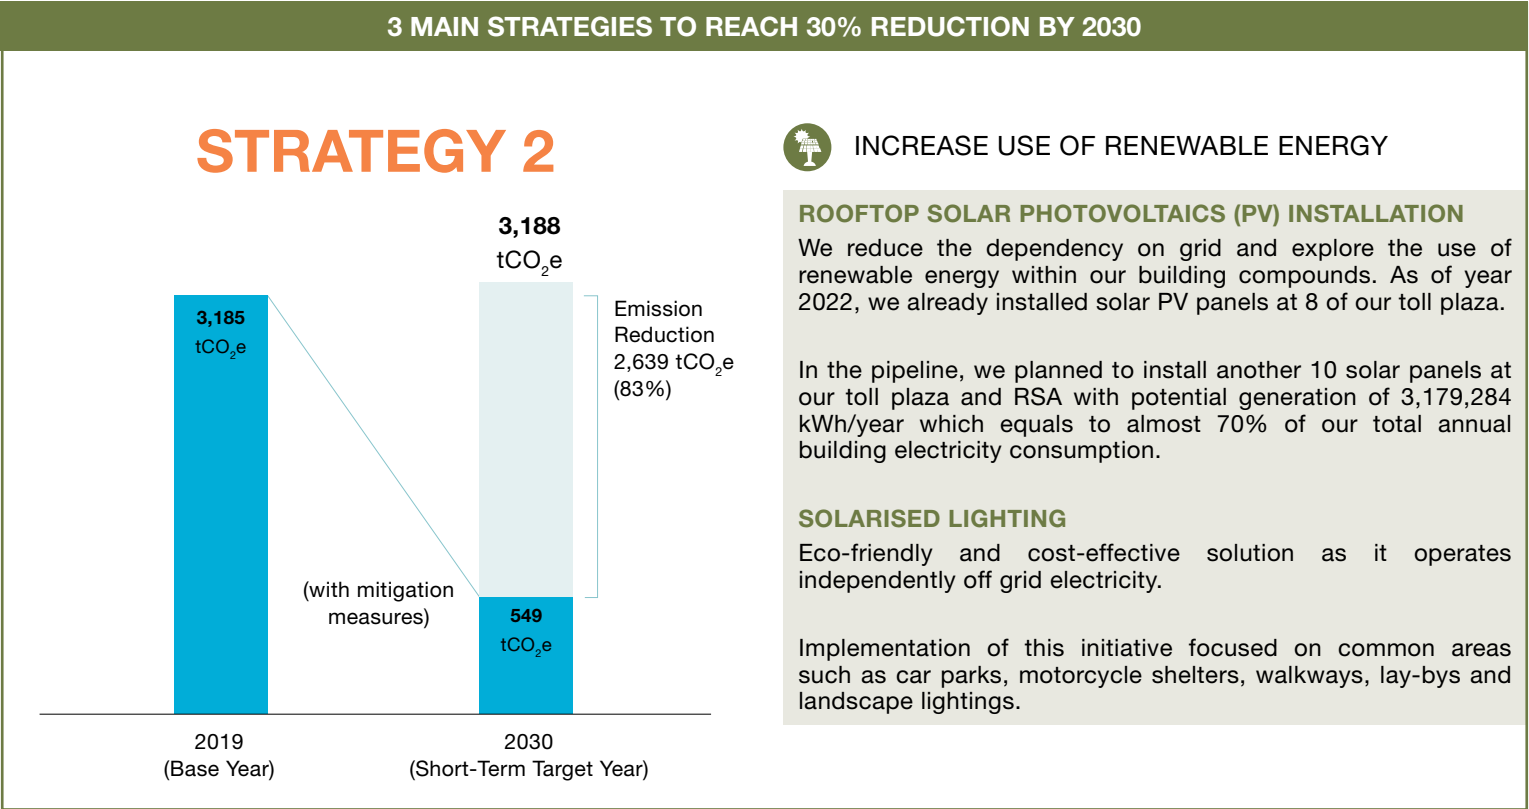 3 MAIN STRATEGIES TO REACH 30% REDUCTION BY 2030
STRATEGY 2
3,188
tCO₂e
3,185
tCO₂e
Emission
Reduction
2,639 tCO₂e
(83%)
(with mitigation
measures)
549
tCO₂e
2019
(Base Year)
2030
(Short-Term Target Year)
INCREASE USE OF RENEWABLE ENERGY
ROOFTOP SOLAR PHOTOVOLTAICS (PV) INSTALLATION
We reduce the dependency on grid and explore the use of
renewable energy within our building compounds. As of year
2022, we already installed solar PV panels at 8 of our toll plaza.
In the pipeline, we planned to install another 10 solar panels at
our toll plaza and RSA with potential generation of 3,179,284
kWh/year which equals to almost 70% of our total annual
building electricity consumption.
SOLARISED LIGHTING
Eco-friendly and cost-effective solution as it operates
independently off grid electricity.
Implementation of this initiative focused on common areas
such as car parks, motorcycle shelters, walkways, lay-bys and
landscape lightings.